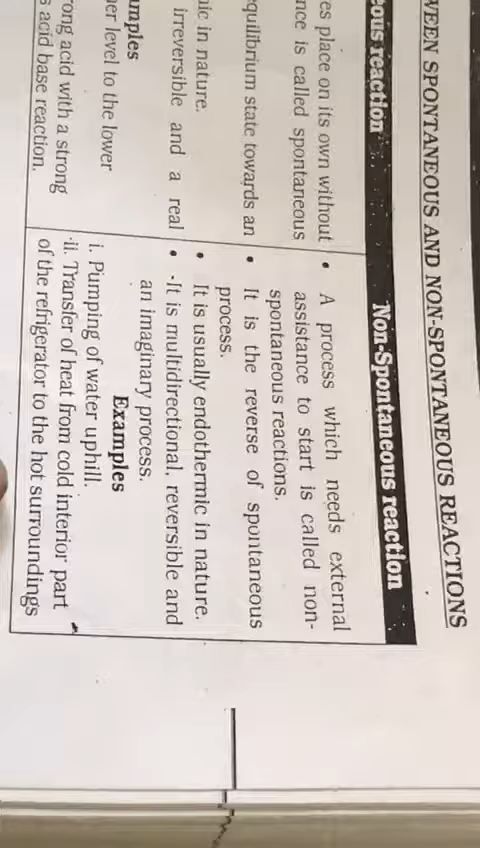 WEEN SPONTANEOUS AND NON-SPONTANEOUS REACTIONS
eous reaction
es place on its own without
nce is called spontaneous
quilibrium state towards an
ic in nature.
irreversible and a real
mples
er level to the lower
rong acid with a strong
acid base reaction.
Non-Spontaneous reaction
• A process which needs external
assistance to start is called non-
spontaneous reactions.
• It is the reverse of spontaneous
process.
• It is usually endothermic in nature.
• It is multidirectional, reversible and
an imaginary process.
Examples
i. Pumping of water uphill.
ii. Transfer of heat from cold interior part
of the refrigerator to the hot surroundings